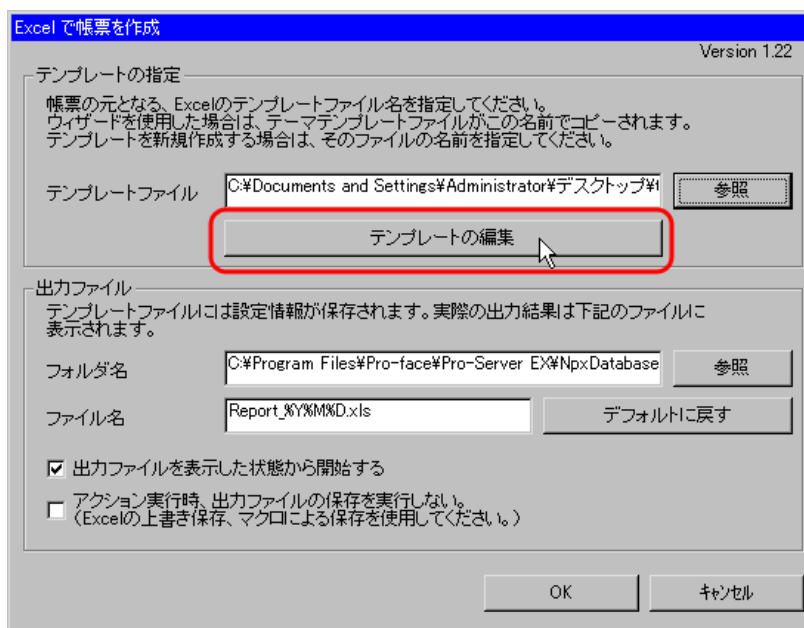 Excel で帳票を作成
Version 1.22
テンプレートの指定
帳票の元となる、Excelのテンプレートファイル名を指定してください。
ウィザードを使用した場合は、テーマテンプレートファイルがこの名前でコピーされます。
テンプレートを新規作成する場合は、そのファイルの名前を指定してください。
テンプレートファイル
C:¥Documents and Settings¥Administrator¥デスクトップ¥t
参照
テンプレートの編集
出力ファイル
テンプレートファイルには設定情報が保存されます。実際の出力結果は下記のファイルに
表示されます。
フォルダ名
C:¥Program Files¥Pro-face¥Pro-Server EX¥NpxDatabase
参照
ファイル名
Report_%Y%M%D.xls
デフォルトに戻す
出力ファイルを表示した状態から開始する
アクション実行時、出力ファイルの保存を実行しない。
(Excelの上書き保存、マクロによる保存を使用してください。)
OK
キャンセル